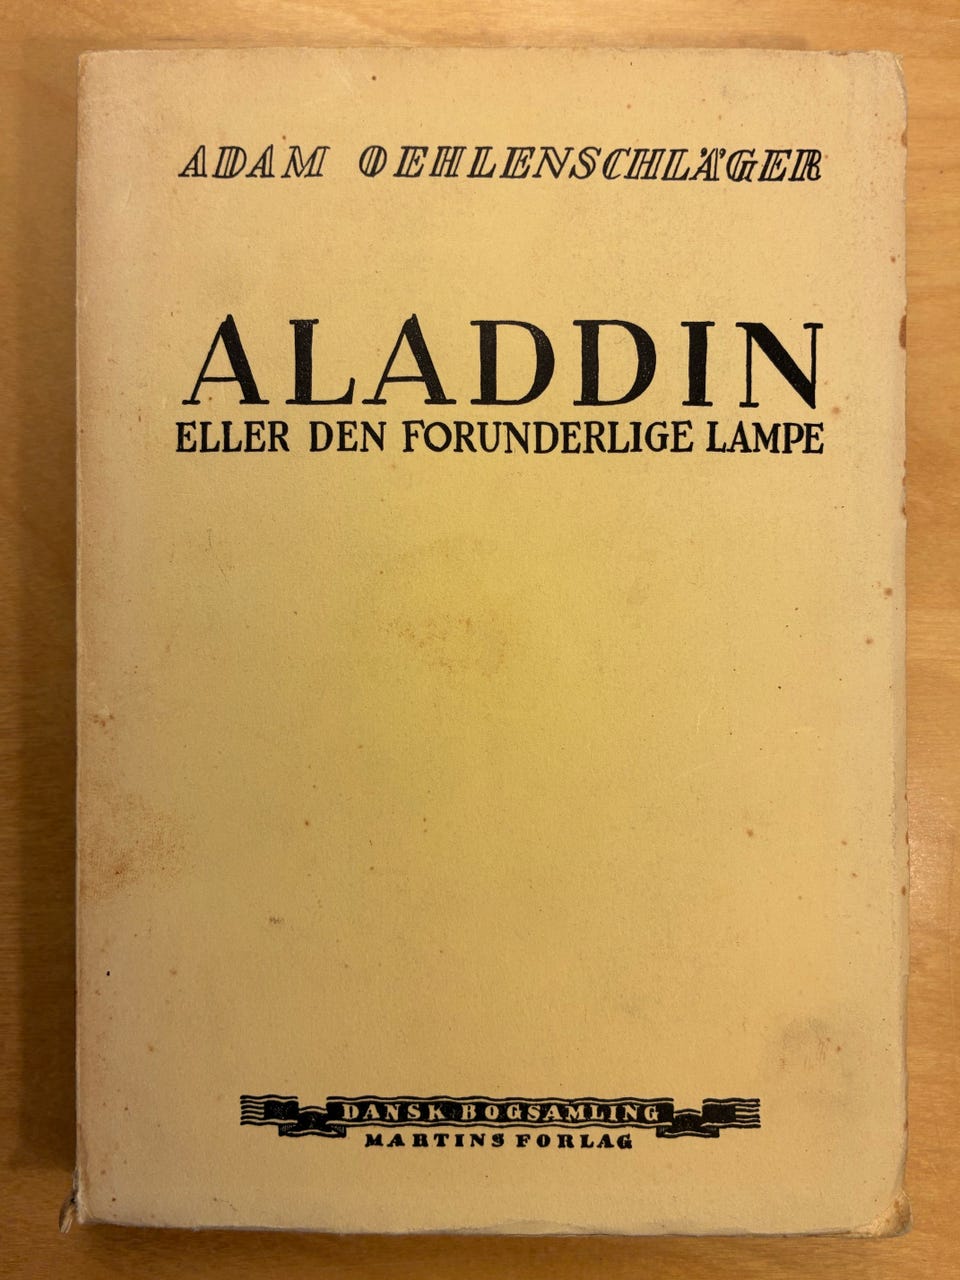 ADAM OEHLENSCHLÄGER
ALADDIN
ELLER DEN FORUNDERLIGE LAMPE
DANSK BOGSAMLING
MARTINS FORLAG